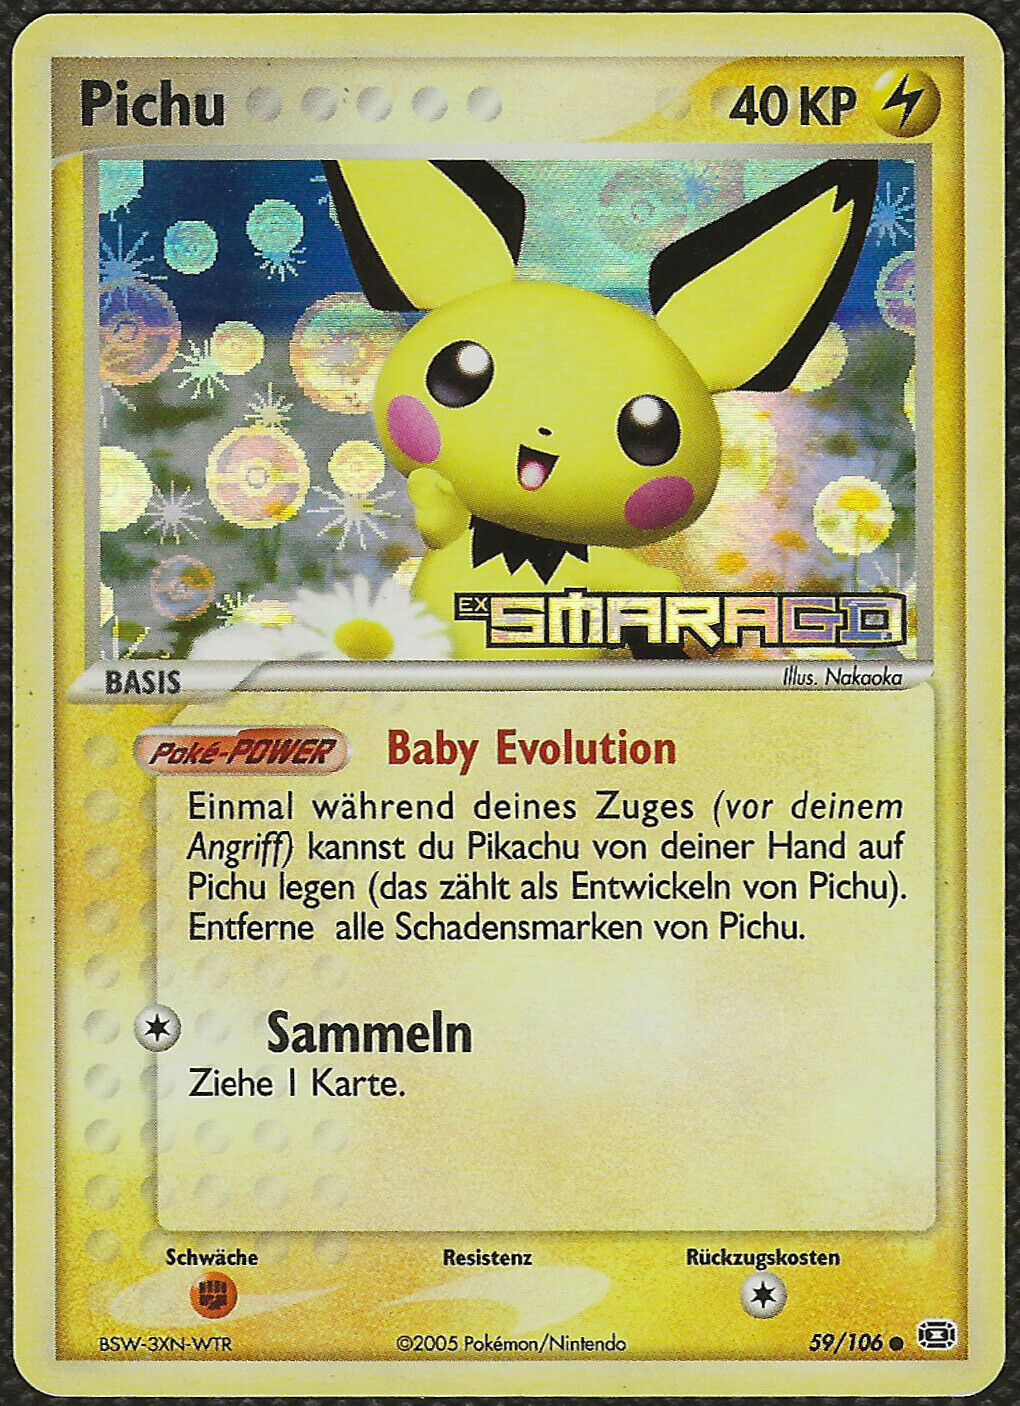 Pichu
40 KP
EX SMARAGD
BASIS
Illus. Nakaoka
Poké-POWER Baby Evolution
Einmal während deines Zuges (vor deinem
Angriff) kannst du Pikachu von deiner Hand auf
Pichu legen (das zählt als Entwickeln von Pichu).
Entferne alle Schadensmarken von Pichu.
Sammeln
Ziehe 1 Karte.
Schwäche Resistenz Rückzugskosten
BSW-3XN-WTR ©2005 Pokémon/Nintendo 59/106